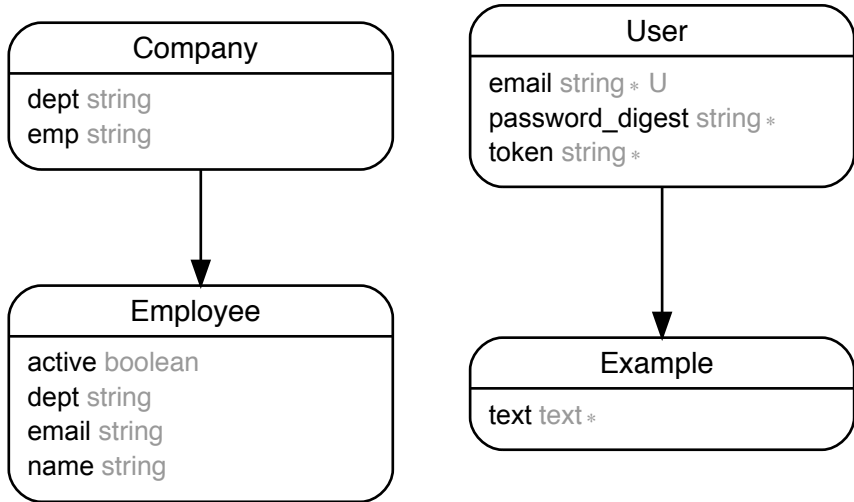 Company
dept string
emp string
User
email string∗ U
password_digest string∗
token string∗
Employee
active boolean
dept string
email string
name string
Example
text text∗